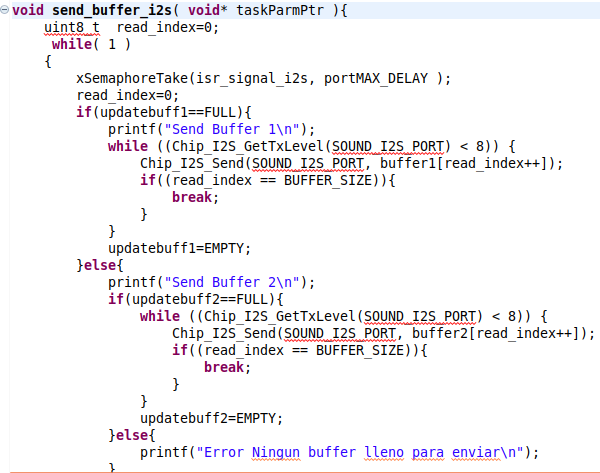 void send_buffer_i2s( void* taskParmPtr ){
    uint8_t  read_index=0;
     while( 1 )
    {
        xSemaphoreTake(isr_signal_i2s, portMAX_DELAY );
        read_index=0;
        if(updatebuff1==FULL){
            printf("Send Buffer 1\n");
            while ((Chip_I2S_GetTxLevel(SOUND_I2S_PORT) < 8)) {
                Chip_I2S_Send(SOUND_I2S_PORT, buffer1[read_index++]);
                if((read_index == BUFFER_SIZE)){
                    break;
                }
            }
            updatebuff1=EMPTY;
        }else{
            printf("Send Buffer 2\n");
            if(updatebuff2==FULL){
                while ((Chip_I2S_GetTxLevel(SOUND_I2S_PORT) < 8)) {
                    Chip_I2S_Send(SOUND_I2S_PORT, buffer2[read_index++]);
                    if((read_index == BUFFER_SIZE)){
                        break;
                    }
                }
                updatebuff2=EMPTY;
            }else{
                printf("Error Ningun buffer lleno para enviar\n");
            }